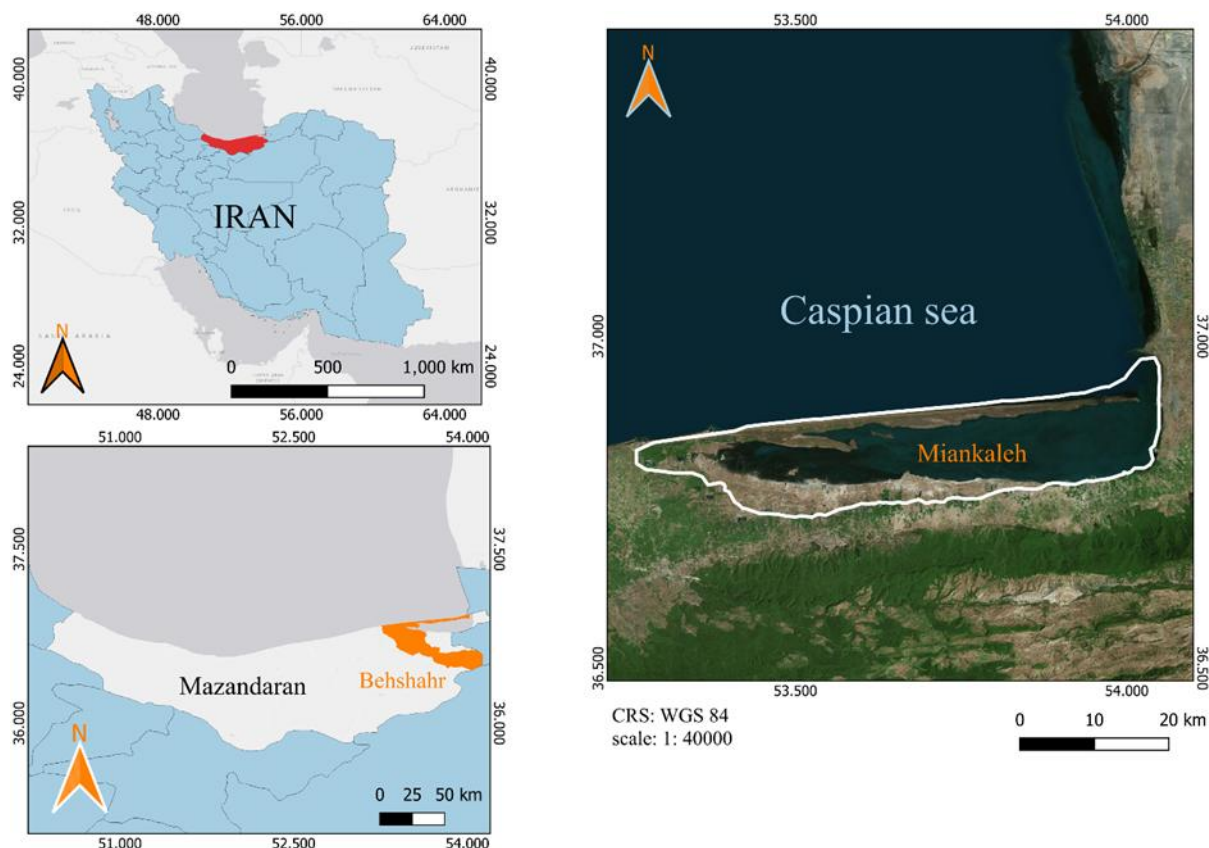 48.000 56.000 64.000
40.000
40.000
IRAN
32.000
32.000
N
0 500 1,000 km
24.000
24.000
48.000 56.000 64.000
51.000 52.500 54.000
37.500
37.500
Mazandaran
Behshahr
36.000
36.000
N
0 25 50 km
51.000 52.500 54.000
53.500 54.000
N
Caspian sea
37.000
37.000
Miankaleh
36.500
36.500
53.500 54.000
CRS: WGS 84
scale: 1: 40000
0 10 20 km